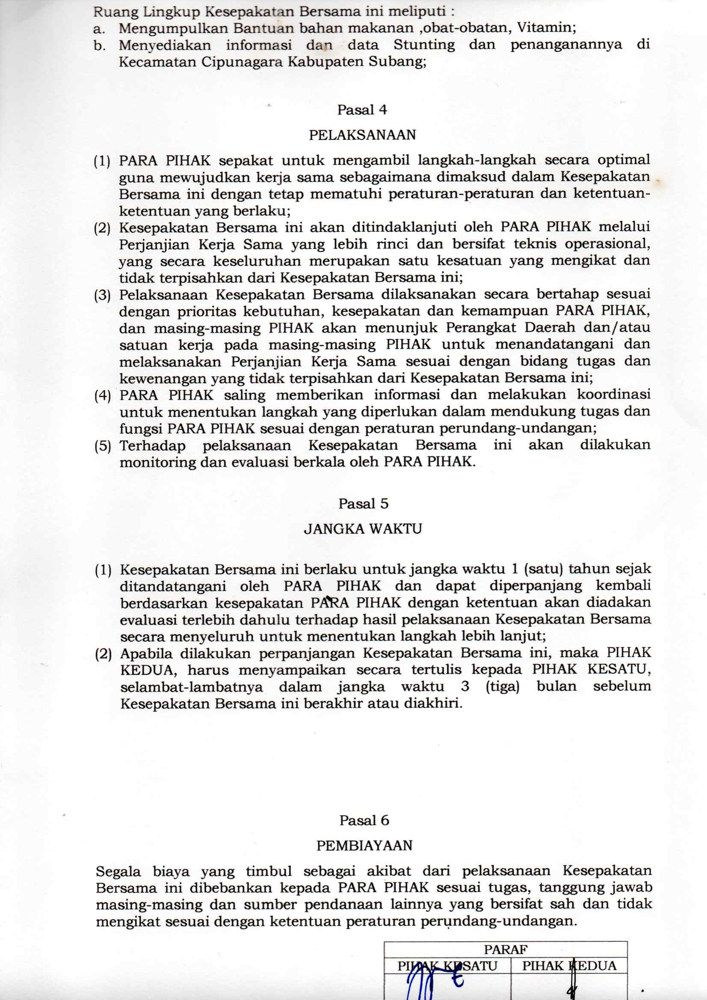 Ruang Lingkup Kesepakatan Bersama ini meliputi :
a. Mengumpulkan Bantuan bahan makanan ,obat-obatan, Vitamin;
b. Menyediakan informasi dan data Stunting dan penanganannya di
Kecamatan Cipunagara Kabupaten Subang;
Pasal 4
PELAKSANAAN
(1) PARA PIHAK sepakat untuk mengambil langkah-langkah secara optimal
guna mewujudkan kerja sama sebagaimana dimaksud dalam Kesepakatan
Bersama ini dengan tetap mematuhi peraturan-peraturan dan ketentuan-
ketentuan yang berlaku;
(2) Kesepakatan Bersama ini akan ditindaklanjuti oleh PARA PIHAK melalui
Perjanjian Kerja Sama yang lebih rinci dan bersifat teknis operasional,
yang secara keseluruhan merupakan satu kesatuan yang mengikat dan
tidak terpisahkan dari Kesepakatan Bersama ini;
(3) Pelaksanaan Kesepakatan Bersama dilaksanakan secara bertahap sesuai
dengan prioritas kebutuhan, kesepakatan dan kemampuan PARA PIHAK,
dan masing-masing PIHAK akan menunjuk Perangkat Daerah dan/atau
satuan kerja pada masing-masing PIHAK untuk menandatangani dan
melaksanakan Perjanjian Kerja Sama sesuai dengan bidang tugas dan
kewenangan yang tidak terpisahkan dari Kesepakatan Bersama ini;
(4) PARA PIHAK saling memberikan informasi dan melakukan koordinasi
untuk menentukan langkah yang diperlukan dalam mendukung tugas dan
fungsi PARA PIHAK sesuai dengan peraturan perundang-undangan;
(5) Terhadap pelaksanaan Kesepakatan Bersama ini akan dilakukan
monitoring dan evaluasi berkala oleh PARA PIHAK.
Pasal 5
JANGKA WAKTU
(1) Kesepakatan Bersama ini berlaku untuk jangka waktu 1 (satu) tahun sejak
ditandatangani oleh PARA PIHAK dan dapat diperpanjang kembali
berdasarkan kesepakatan PARA PIHAK dengan ketentuan akan diadakan
evaluasi terlebih dahulu terhadap hasil pelaksanaan Kesepakatan Bersama
secara menyeluruh untuk menentukan langkah lebih lanjut;
(2) Apabila dilakukan perpanjangan Kesepakatan Bersama ini, maka PIHAK
KEDUA, harus menyampaikan secara tertulis kepada PIHAK KESATU,
selambat-lambatnya dalam jangka waktu 3 (tiga) bulan sebelum
Kesepakatan Bersama ini berakhir atau diakhiri.
Pasal 6
PEMBIAYAAN
Segala biaya yang timbul sebagai akibat dari pelaksanaan Kesepakatan
Bersama ini dibebankan kepada PARA PIHAK sesuai tugas, tanggung jawab
masing-masing dan sumber pendanaan lainnya yang bersifat sah dan tidak
mengikat sesuai dengan ketentuan peraturan perundang-undangan.
PARAF
PIHAK KESATU PIHAK KEDUA